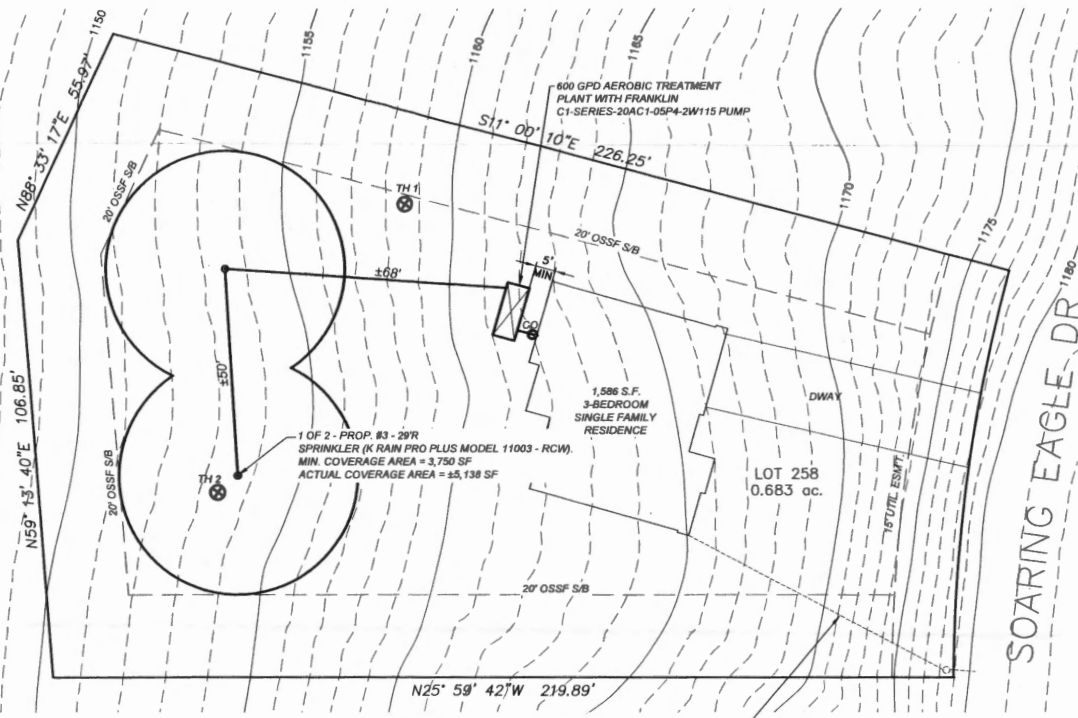 1150
1155
1160
1165
600 GPD AEROBIC TREATMENT
PLANT WITH FRANKLIN
C1-SERIES-20AC1-05P4-2W115 PUMP
N88° 33' 17"E 55.97'
S11° 00' 10"E 226.25'
20' OSSF S/B
TH 1
1170
1175
1180
20' OSSF S/B
±68'
5'
MIN
CO
±50'
1,586 S.F.
3-BEDROOM
SINGLE FAMILY
RESIDENCE
DWAY
1 OF 2 - PROP. #3 - 29'R
SPRINKLER (K RAIN PRO PLUS MODEL 11003 - RCW).
MIN. COVERAGE AREA = 3,750 SF
ACTUAL COVERAGE AREA = ±5,138 SF
TH 2
LOT 258
0.683 ac.
N59° 13' 40"E 106.85'
20' OSSF S/B
15' UTIL ESMT.
SOARING EAGLE DR
20' OSSF S/B
N25° 59' 42"W 219.89'